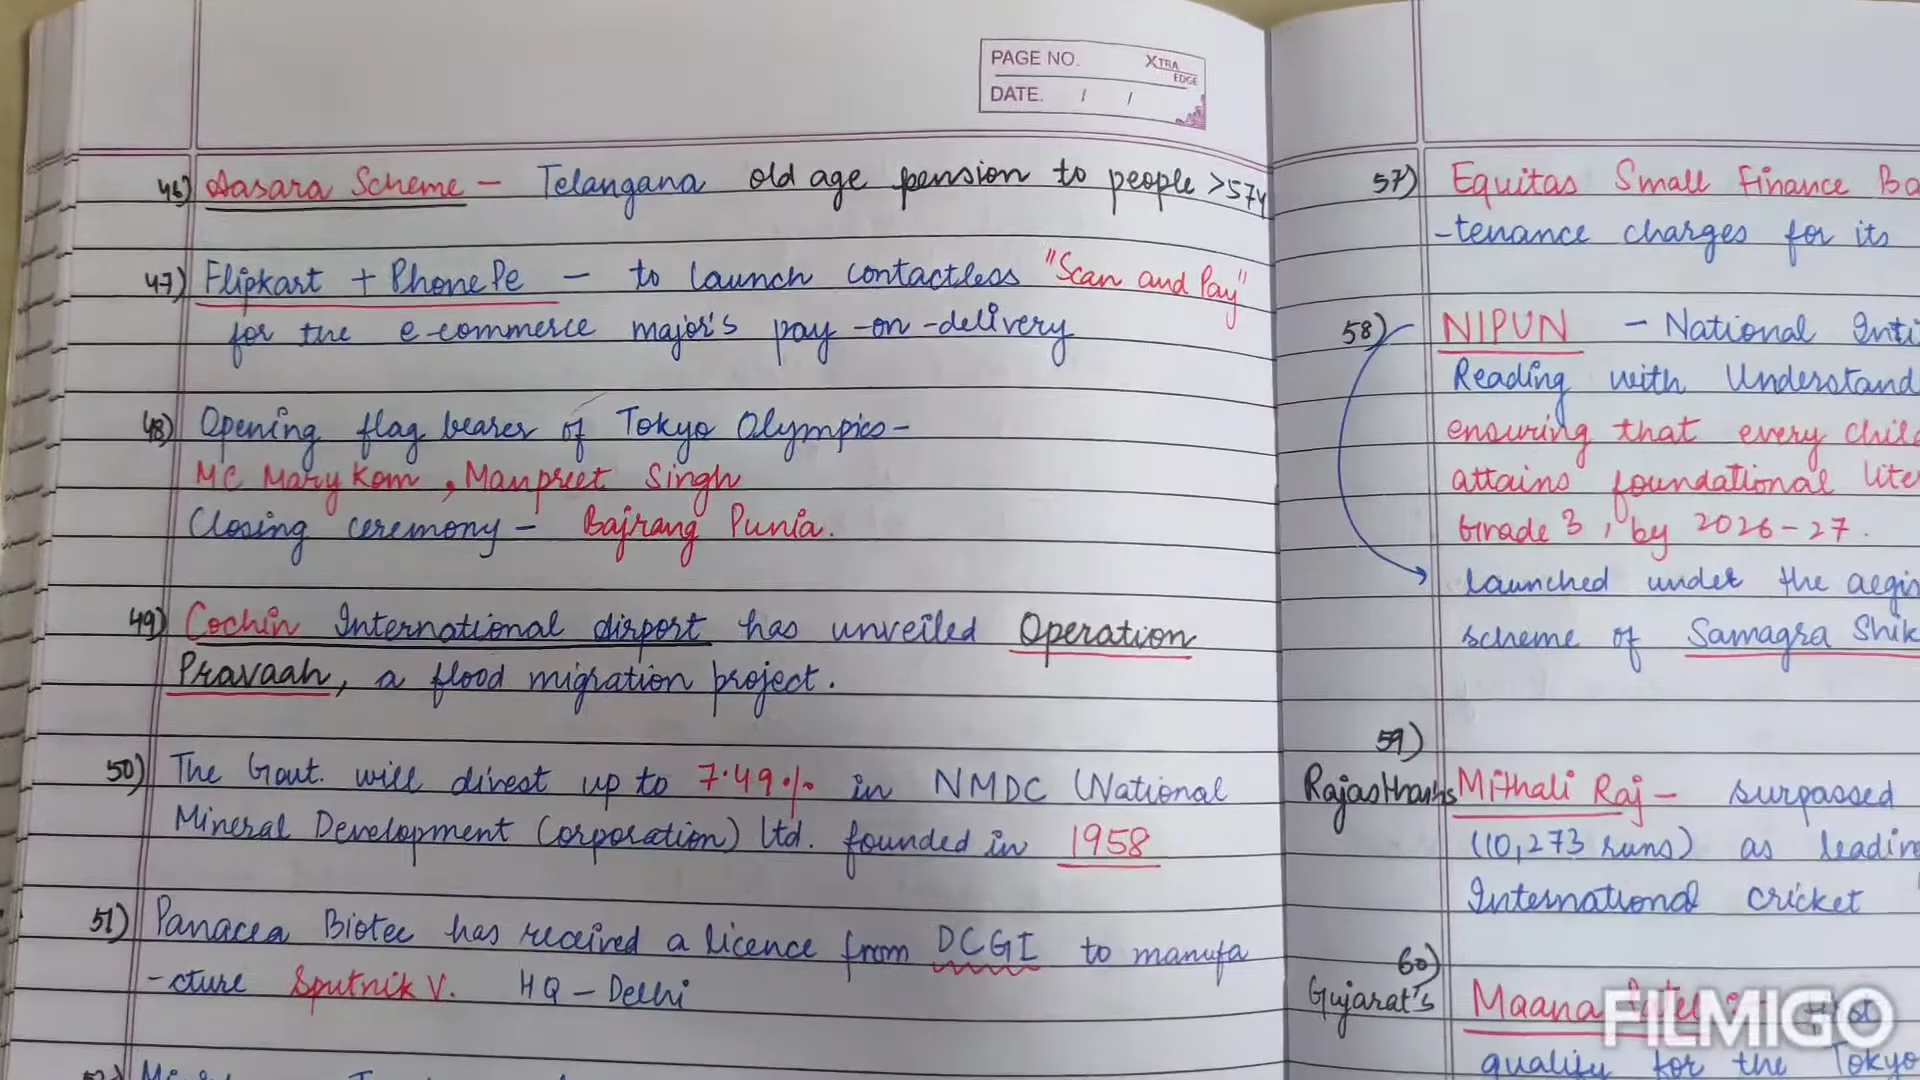 PAGE NO.
XTRA EDGE
DATE. / /
46) Aasara Scheme - Telangana old age pension to people >57y
47) Flipkart + PhonePe - to launch contactless "Scan and Pay"
for the e-commerce major's pay-on-delivery
48) Opening flag bearer of Tokyo Olympics-
MC Mary Kom, Manpreet Singh
Closing ceremony - Bajrang Punia.
49) Cochin International airport has unveiled Operation
Pravaah, a flood migration project.
50) The Govt. will divest up to 7.49% in NMDC (National
Mineral Development Corporation) Ltd. founded in 1958
51) Panacea Biotec has received a licence from DCGI to manufa
-cture Sputnik V. HQ - Delhi
57) Equitas Small Finance Ba
-tenance charges for its
58) NIPUN - National Initi
Reading with Understand
ensuring that every chil
attains foundational lite
Grade 3, by 2026-27.
launched under the aegis
scheme of Samagra Shik
59)
Rajasthan's Mithali Raj - surpassed
(10,273 runs) as leadin
International cricket
60)
Gujarat's Maana
quality for the Tokyo
FILMIGO